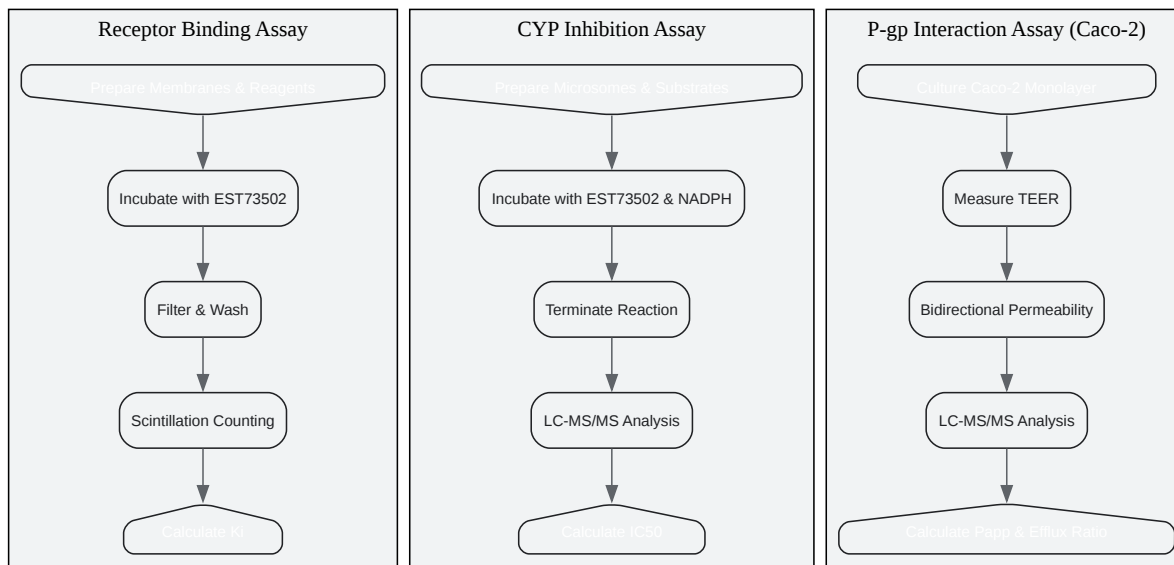 Receptor Binding Assay
Prepare Membranes & Reagents
Incubate with EST73502
Filter & Wash
Scintillation Counting
Calculate Ki
CYP Inhibition Assay
Prepare Microsomes & Substrates
Incubate with EST73502 & NADPH
Terminate Reaction
LC-MS/MS Analysis
Calculate IC50
P-gp Interaction Assay (Caco-2)
Culture Caco-2 Monolayer
Measure TEER
Bidirectional Permeability
LC-MS/MS Analysis
Calculate Papp & Efflux Ratio